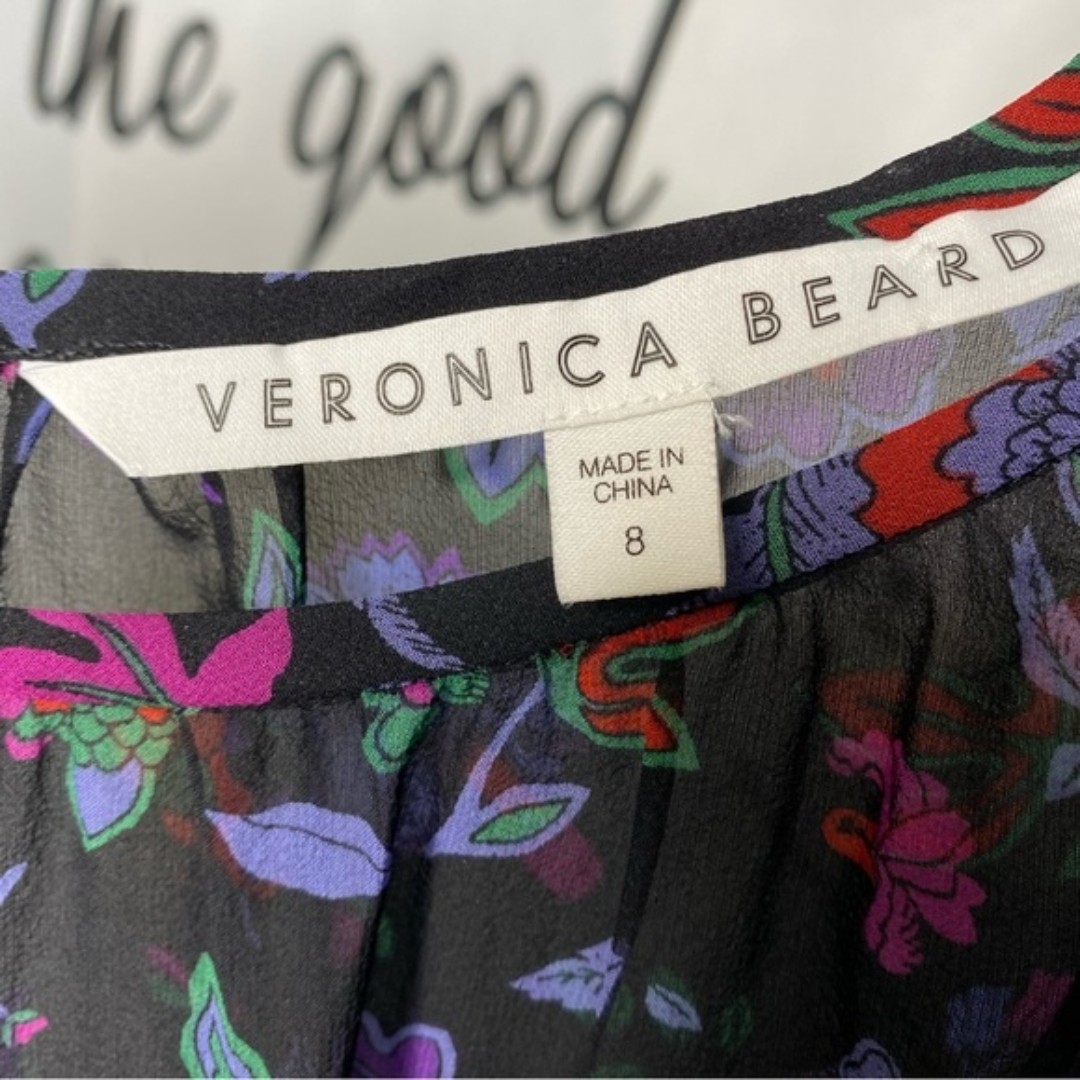 the good
VERONICA BEARD
MADE IN
CHINA
8